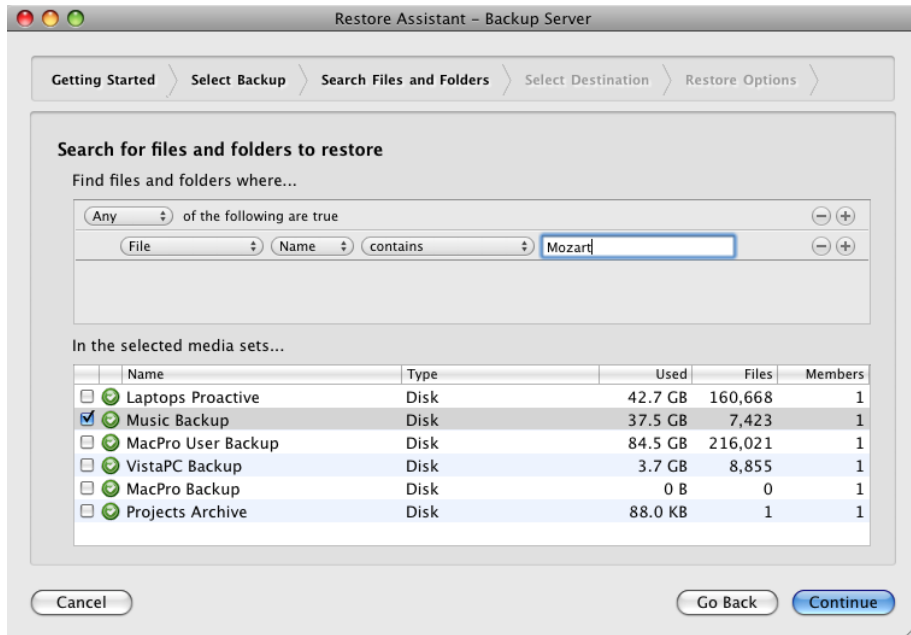 Restore Assistant – Backup Server
Getting Started Select Backup Search Files and Folders Select Destination Restore Options
Search for files and folders to restore
Find files and folders where...
Any of the following are true
File Name contains Mozart
In the selected media sets...
Name Type Used Files Members
Laptops Proactive Disk 42.7 GB 160,668 1
Music Backup Disk 37.5 GB 7,423 1
MacPro User Backup Disk 84.5 GB 216,021 1
VistaPC Backup Disk 3.7 GB 8,855 1
MacPro Backup Disk 0 B 0 1
Projects Archive Disk 88.0 KB 1 1
Cancel Go Back Continue